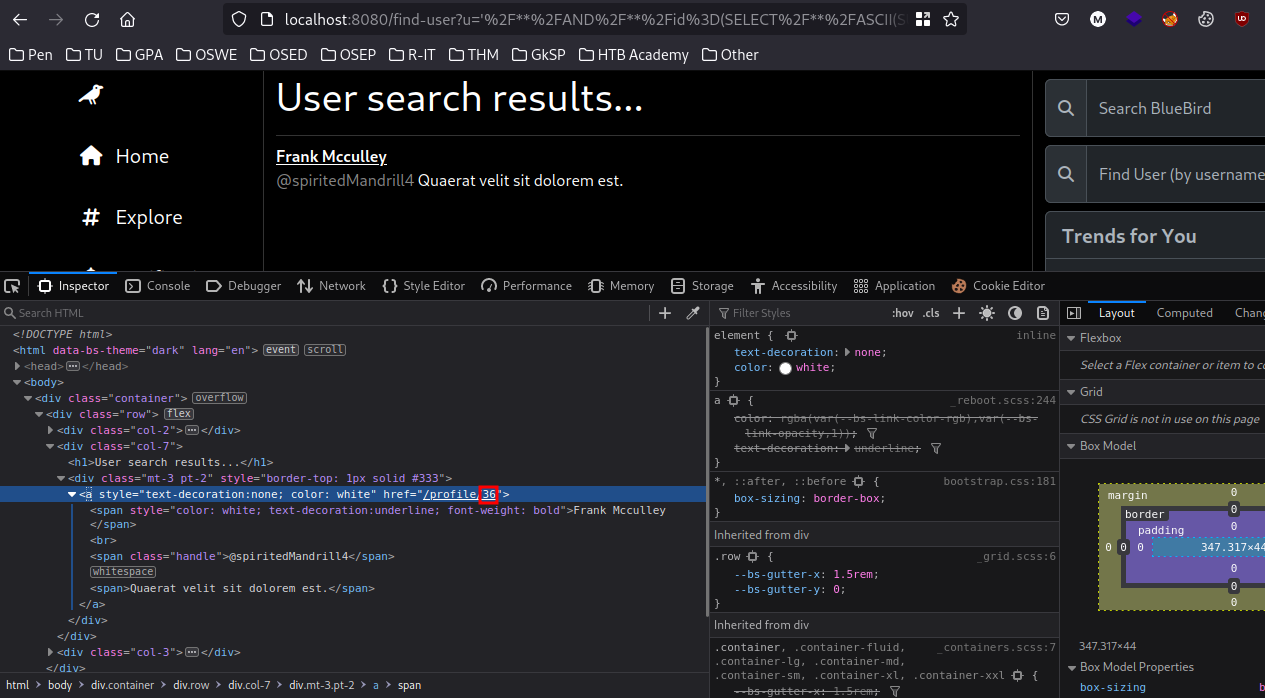 localhost:8080/find-user?u='%2F**%2FAND%2F**%2Fid%3D(SELECT%2F**%2FASCII(S
M
UD
Pen TU GPA OSWE OSED OSEP R-IT THM GkSP HTB Academy Other
User search results...
Home
Explore
Frank Mcculley
@spiritedMandrill4 Quaerat velit sit dolorem est.
Search BlueBird
Find User (by username
Trends for You
Inspector Console Debugger Network Style Editor Performance Memory Storage Accessibility Application Cookie Editor
Search HTML
<!DOCTYPE html>
<html data-bs-theme="dark" lang="en"> event scroll
<head>⋯</head>
<body>
<div class="container"> overflow
<div class="row"> flex
<div class="col-2">⋯</div>
<div class="col-7">
<h1>User search results...</h1>
<div class="mt-3 pt-2" style="border-top: 1px solid #333">
<a style="text-decoration:none; color: white" href="/profile/36">
<span style="color: white; text-decoration:underline; font-weight: bold">Frank Mcculley
</span>
<br>
<span class="handle">@spiritedMandrill4</span>
whitespace
<span>Quaerat velit sit dolorem est.</span>
</a>
</div>
</div>
<div class="col-3">⋯</div>
</div>
html > body > div.container > div.row > div.col-7 > div.mt-3.pt-2 > a > span
Filter Styles :hov .cls
element { inline
text-decoration: none;
color: white;
}
a { _reboot.scss:244
color: rgba(var(--bs-link-color-rgb),var(--bs-
link-opacity,1));
text-decoration: underline;
}
*, ::after, ::before { bootstrap.css:181
box-sizing: border-box;
}
Inherited from div
.row { _grid.scss:6
--bs-gutter-x: 1.5rem;
--bs-gutter-y: 0;
}
Inherited from div
.container, .container-fluid, _containers.scss:7
.container-lg, .container-md,
.container-sm, .container-xl, .container-xxl {
--bs-gutter-x: 1.5rem;
Layout Computed Chang
Flexbox
Select a Flex container or item to co
Grid
CSS Grid is not in use on this page
Box Model
margin 0
border 0
padding 0
0 0 0 347.317×44
0
0
0
347.317×44
Box Model Properties
box-sizing b